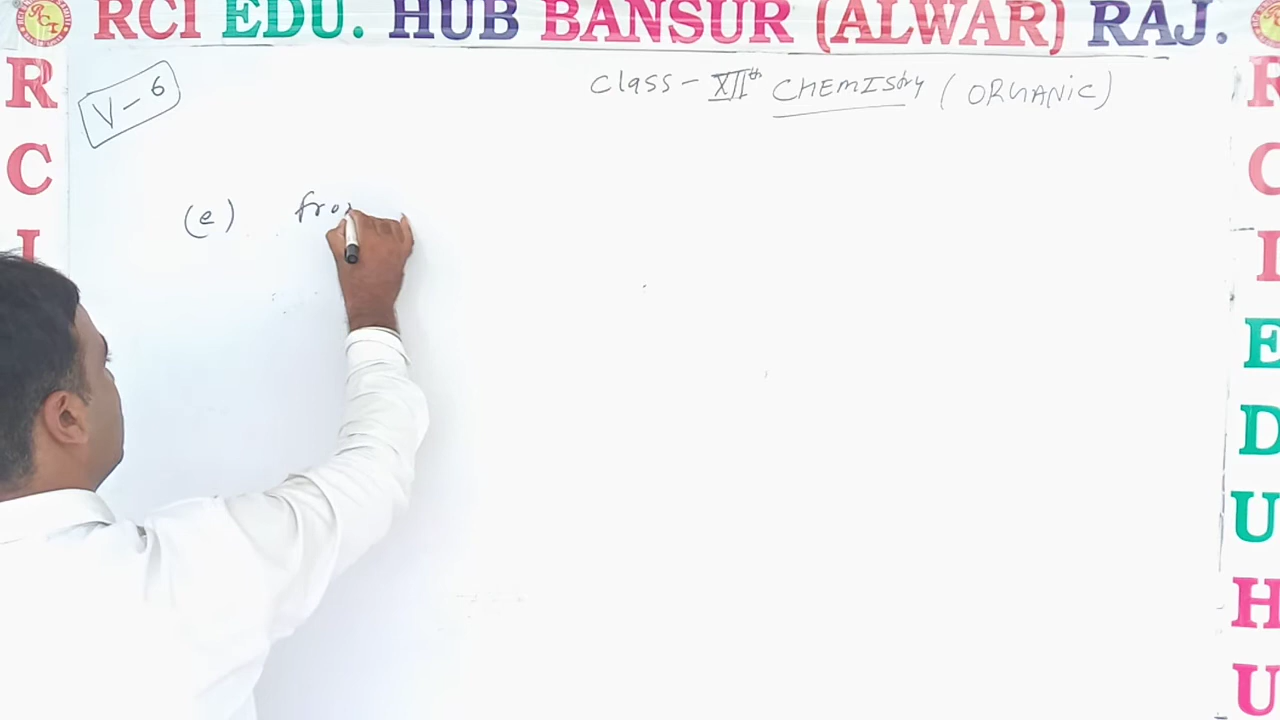 RCI EDU. HUB BANSUR (ALWAR) RAJ.
V-6
Class - XIIth CHEMIStry (ORGANIC)
(e) fro
R
C
I
R
C
I
E
D
U
H
U